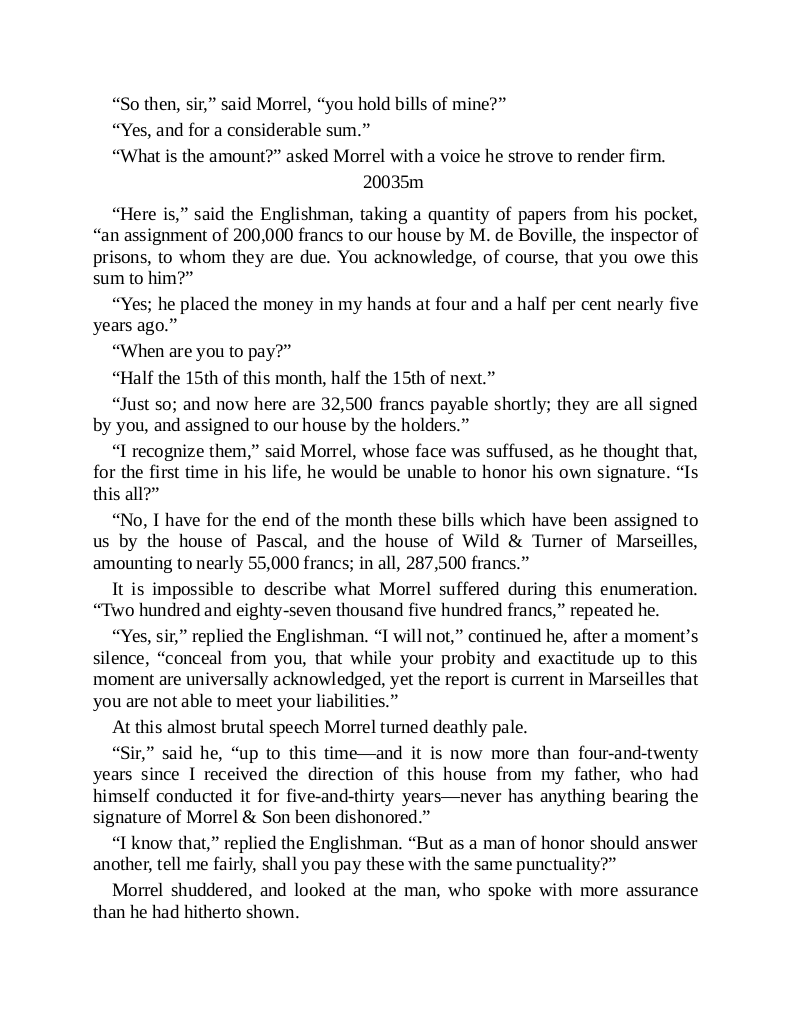 “So then, sir,” said Morrel, “you hold bills of mine?”
“Yes, and for a considerable sum.”
“What is the amount?” asked Morrel with a voice he strove to render firm.
20035m
“Here is,” said the Englishman, taking a quantity of papers from his pocket,
“an assignment of 200,000 francs to our house by M. de Boville, the inspector of
prisons, to whom they are due. You acknowledge, of course, that you owe this
sum to him?”
“Yes; he placed the money in my hands at four and a half per cent nearly five
years ago.”
“When are you to pay?”
“Half the 15th of this month, half the 15th of next.”
“Just so; and now here are 32,500 francs payable shortly; they are all signed
by you, and assigned to our house by the holders.”
“I recognize them,” said Morrel, whose face was suffused, as he thought that,
for the first time in his life, he would be unable to honor his own signature. “Is
this all?”
“No, I have for the end of the month these bills which have been assigned to
us by the house of Pascal, and the house of Wild & Turner of Marseilles,
amounting to nearly 55,000 francs; in all, 287,500 francs.”
It is impossible to describe what Morrel suffered during this enumeration.
“Two hundred and eighty-seven thousand five hundred francs,” repeated he.
“Yes, sir,” replied the Englishman. “I will not,” continued he, after a moment’s
silence, “conceal from you, that while your probity and exactitude up to this
moment are universally acknowledged, yet the report is current in Marseilles that
you are not able to meet your liabilities.”
At this almost brutal speech Morrel turned deathly pale.
“Sir,” said he, “up to this time—and it is now more than four-and-twenty
years since I received the direction of this house from my father, who had
himself conducted it for five-and-thirty years—never has anything bearing the
signature of Morrel & Son been dishonored.”
“I know that,” replied the Englishman. “But as a man of honor should answer
another, tell me fairly, shall you pay these with the same punctuality?”
Morrel shuddered, and looked at the man, who spoke with more assurance
than he had hitherto shown.